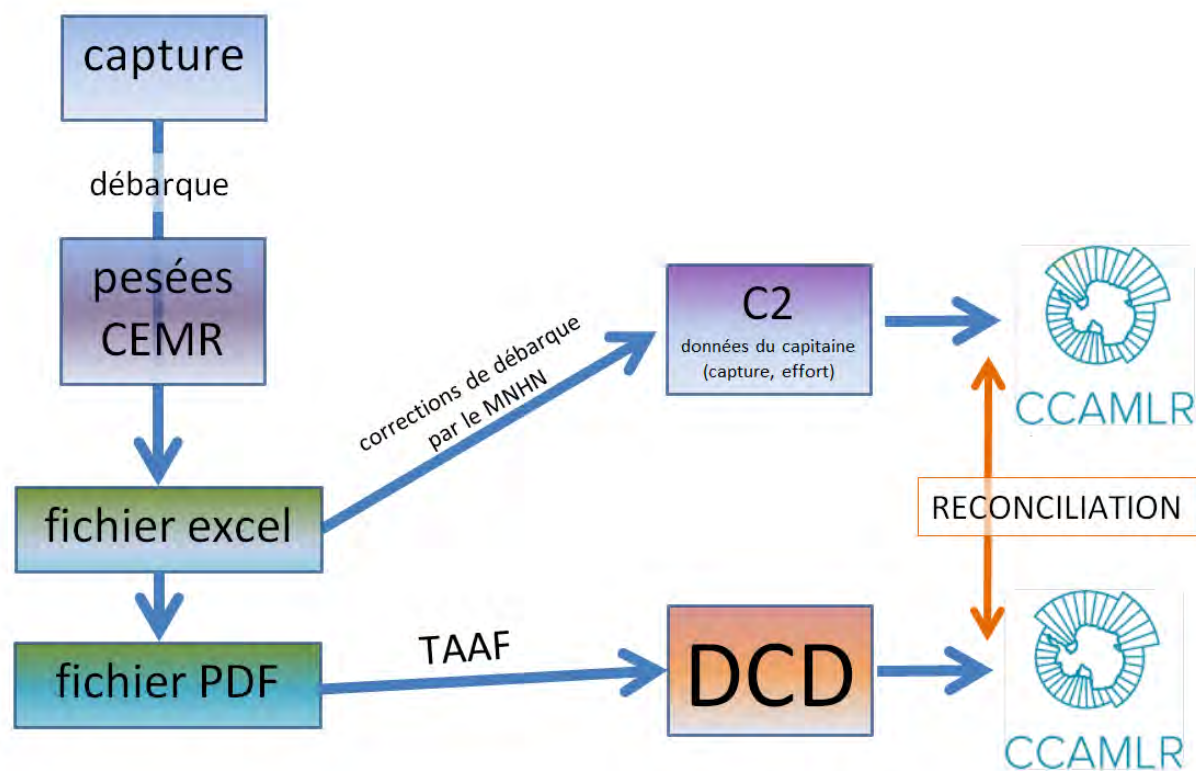 capture
débarque
pesées
CEMR
fichier excel
fichier PDF
corrections de débarque
par le MNHN
TAAF
C2
données du capitaine
(capture, effort)
DCD
CCAMLR
RECONCILIATION
CCAMLR